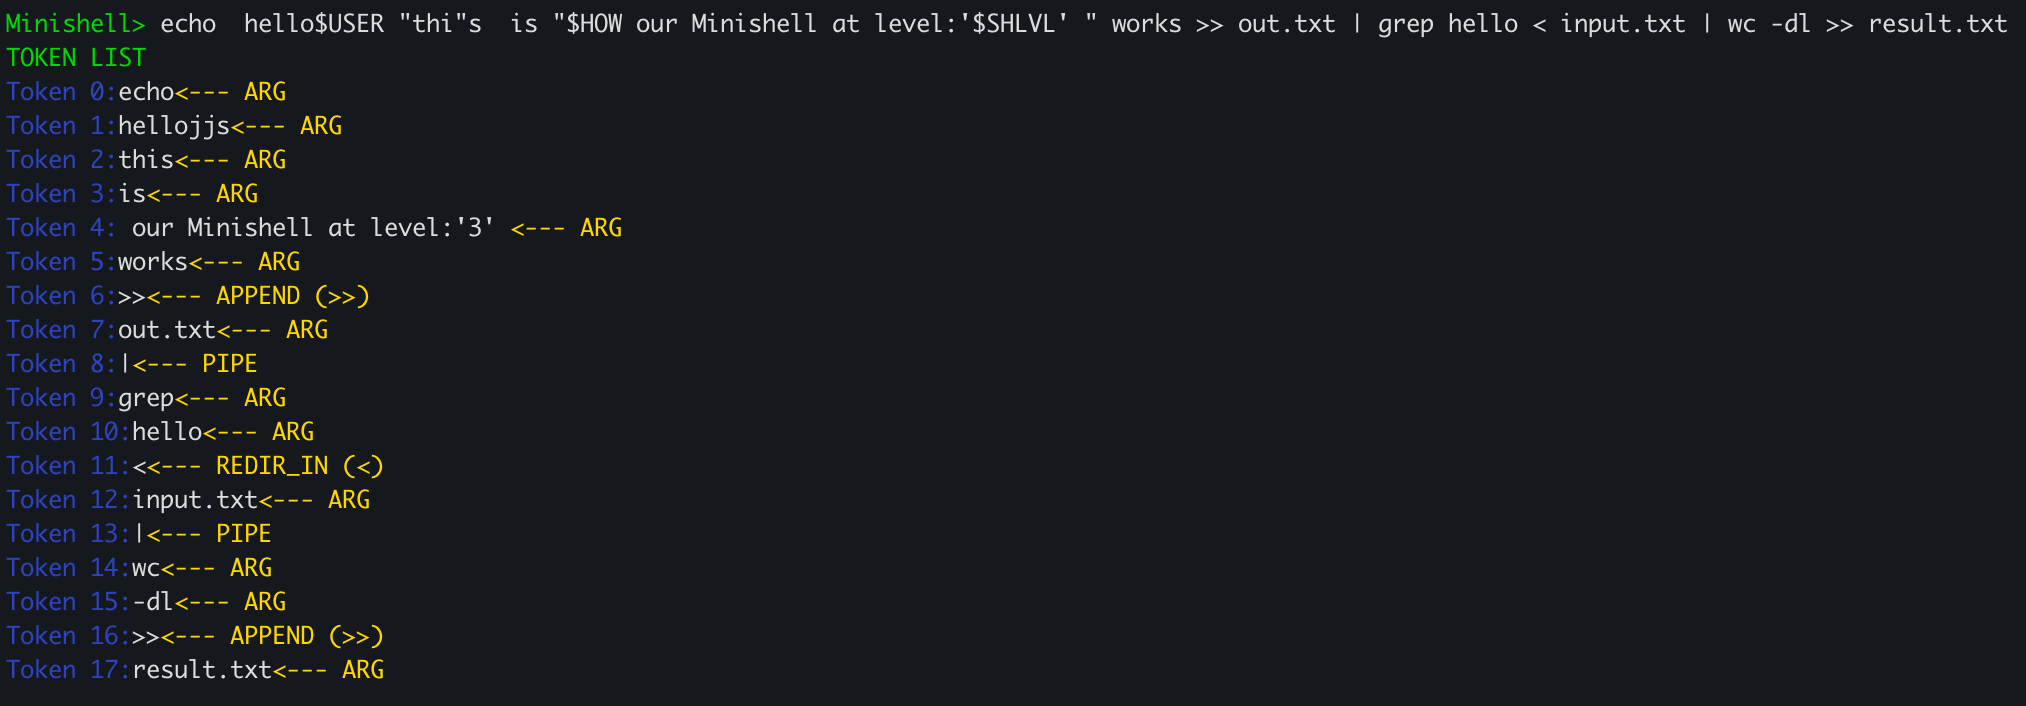 Minishell> echo  hello$USER "thi"s  is "$HOW our Minishell at level:'$SHLVL' " works >> out.txt | grep hello < input.txt | wc -dl >> result.txt
TOKEN LIST
Token 0:echo<--- ARG
Token 1:hellojjs<--- ARG
Token 2:this<--- ARG
Token 3:is<--- ARG
Token 4: our Minishell at level:'3' <--- ARG
Token 5:works<--- ARG
Token 6:>><--- APPEND (>>)
Token 7:out.txt<--- ARG
Token 8:|<--- PIPE
Token 9:grep<--- ARG
Token 10:hello<--- ARG
Token 11:<<--- REDIR_IN (<)
Token 12:input.txt<--- ARG
Token 13:|<--- PIPE
Token 14:wc<--- ARG
Token 15:-dl<--- ARG
Token 16:>><--- APPEND (>>)
Token 17:result.txt<--- ARG